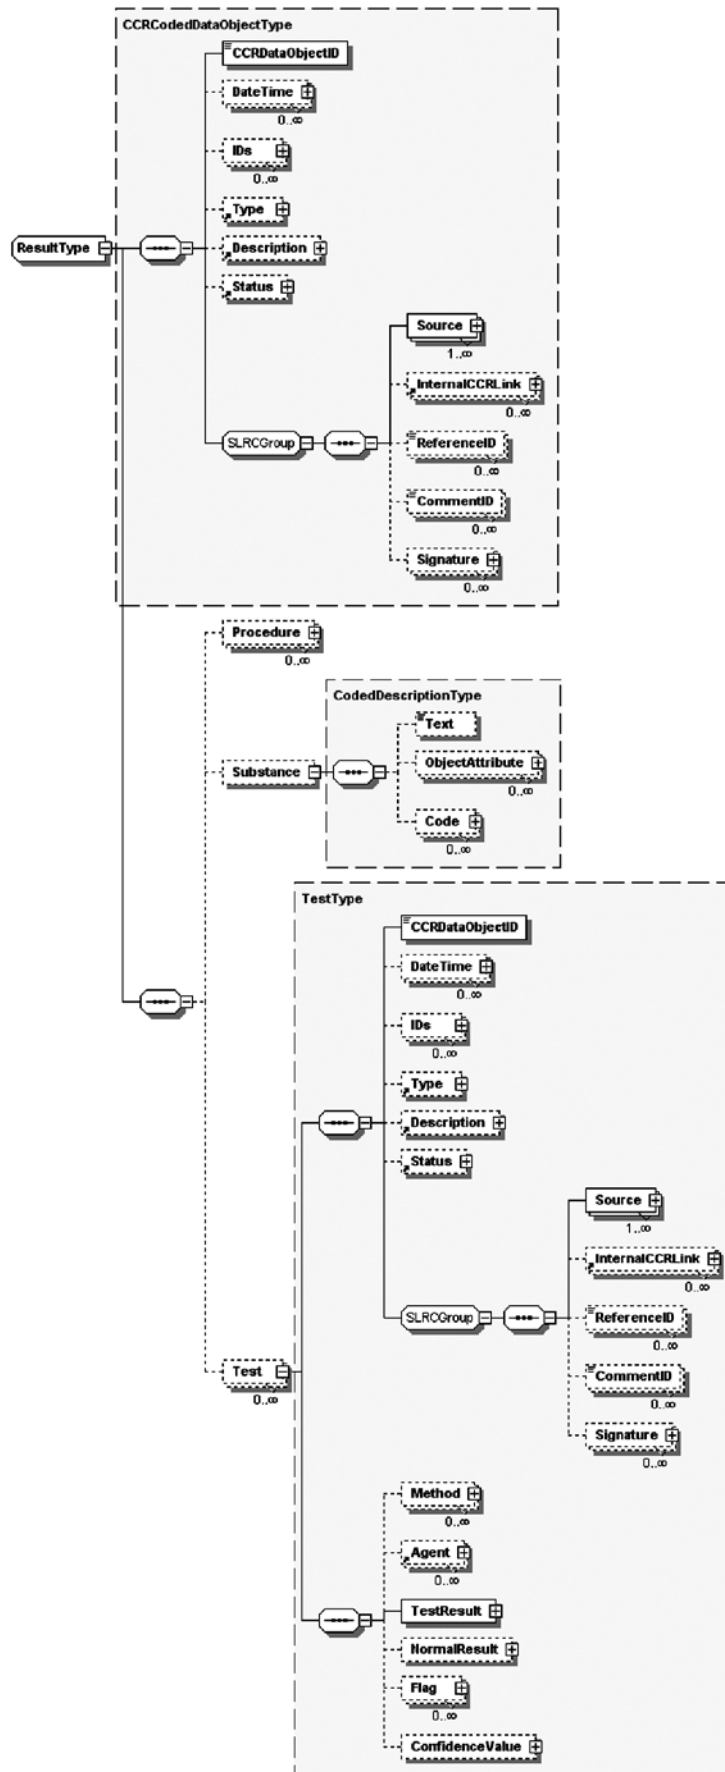 CCRCodedDataObjectType
CCRDataObjectID
DateTime
0..∞
IDs
0..∞
Type
ResultType
Description
Status
Source
1..∞
InternalCCRLink
0..∞
SLRCGroup
ReferenceID
0..∞
CommentID
0..∞
Signature
0..∞
Procedure
0..∞
CodedDescriptionType
Text
Substance
ObjectAttribute
0..∞
Code
0..∞
TestType
CCRDataObjectID
DateTime
0..∞
IDs
0..∞
Type
Description
Status
Source
1..∞
InternalCCRLink
0..∞
SLRCGroup
ReferenceID
0..∞
Test
0..∞
CommentID
0..∞
Signature
0..∞
Method
0..∞
Agent
0..∞
TestResult
NormalResult
Flag
0..∞
ConfidenceValue